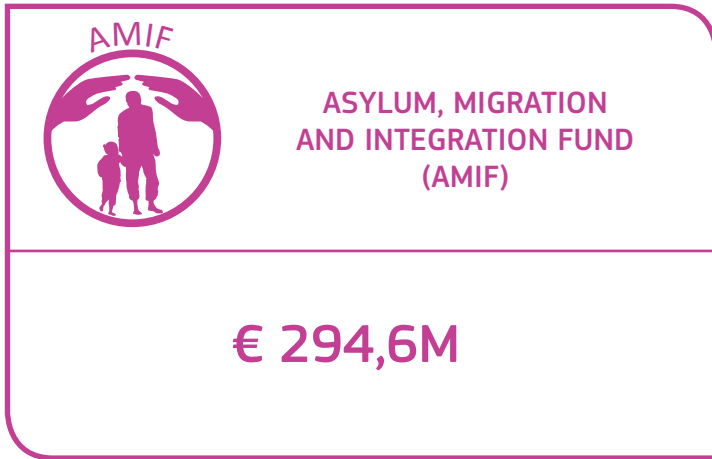 AMIF
ASYLUM, MIGRATION
AND INTEGRATION FUND
(AMIF)
€ 294,6M